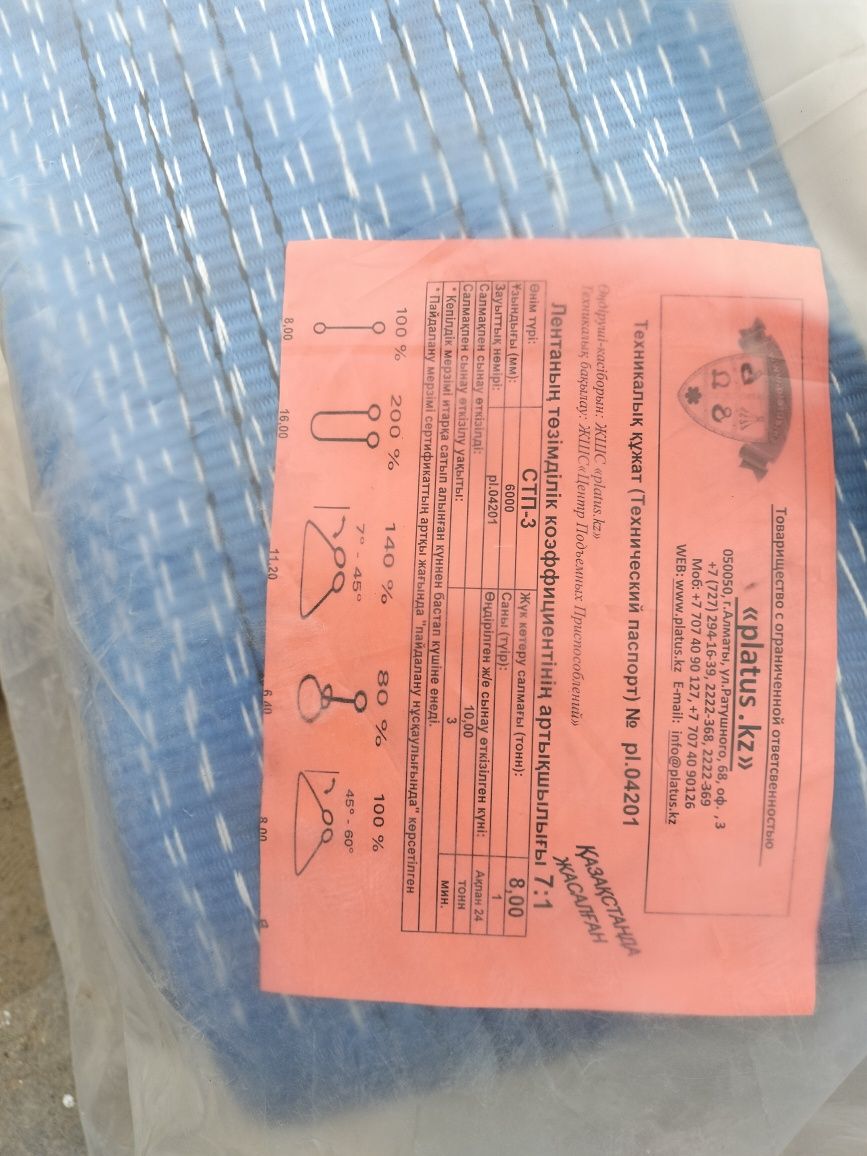 Товарищество с ограниченной ответсвенностью
«platus.kz»
050050, г.Алматы, ул.Ратушного, 68, оф. ,3
+7 (727) 294-16-39, 2222-368, 2222-369
Моб: +7 707 40 90 127, +7 707 40 90126
WEB: www.platus.kz E-mail: info@platus.kz
Техникалық құжат (Технический паспорт) № pl.04201
Өндіруші-касіборын: ЖШС «platus.kz»
Техникалық бақылау: ЖШС «Центр Подъемных Приспособлений»
ҚАЗАҚСТАНДА
ЖАСАЛҒАН
Лентаның төзімділік коэффициентінің артықшылығы 7:1
Өнім түрі: СТП-3 Жүк көтеру салмағы (тонн): 8,00
Ұзындығы (мм): 6000 Саны (түір): 1
Зауыттық нөмірі: pl.04201 Өндірілген ж/е сынау өткізілген күні: Ақпан 24
Салмақпен сынау өткізілді: 10,00 тонн
Салмақпен сынау өткізілу уақыты: 3 мин.
* Кепілдік мерзімі итарқа сатып алынған күннен бастап күшіне енеді.
* Пайдалану мерзімі сертификаттың артқы жағында "пайдалану нұсқаулығында" көрсетілген
100 % 200 % 140 % 80 % 100 %
7° - 45° 45° - 60°
8,00 16,00 11,20 6,40 8,00